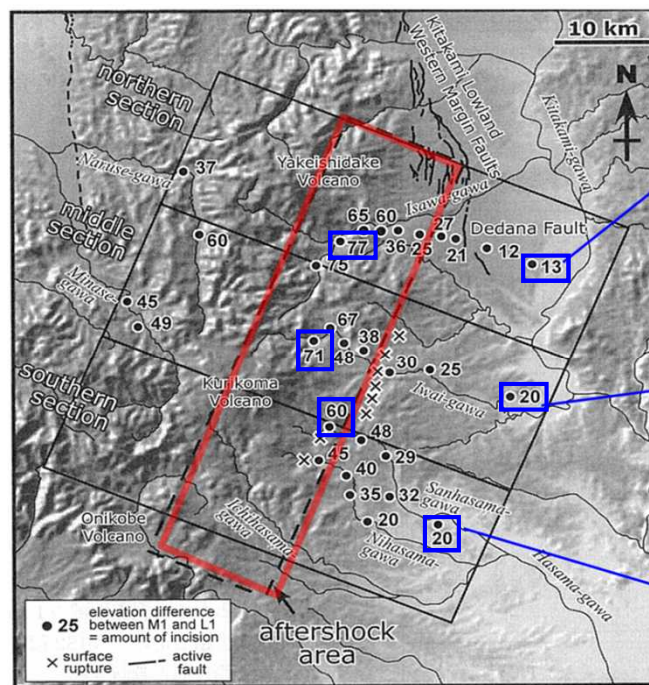 10 km
N
northern
section
Kitakami Lowland
Western Margin Faults
Kitakami-gawa
Naruse-gawa
37
Yakeishidake
Volcano
Isawa-gawa
middle
section
60
65
60
77
36
25
27
21
Dedana Fault
12
13
75
Minase-
gawa
45
49
67
71
48
38
30
25
southern
section
Kurikoma
Volcano
Iwai-gawa
20
60
48
45
29
40
35
32
Sanhasama-
gawa
20
20
Onikobe
Volcano
Ichihasama-
gawa
Nihasama-
gawa
Hasama-gawa
aftershock
area
25
elevation difference
between M1 and L1
= amount of incision
surface
rupture
active
fault